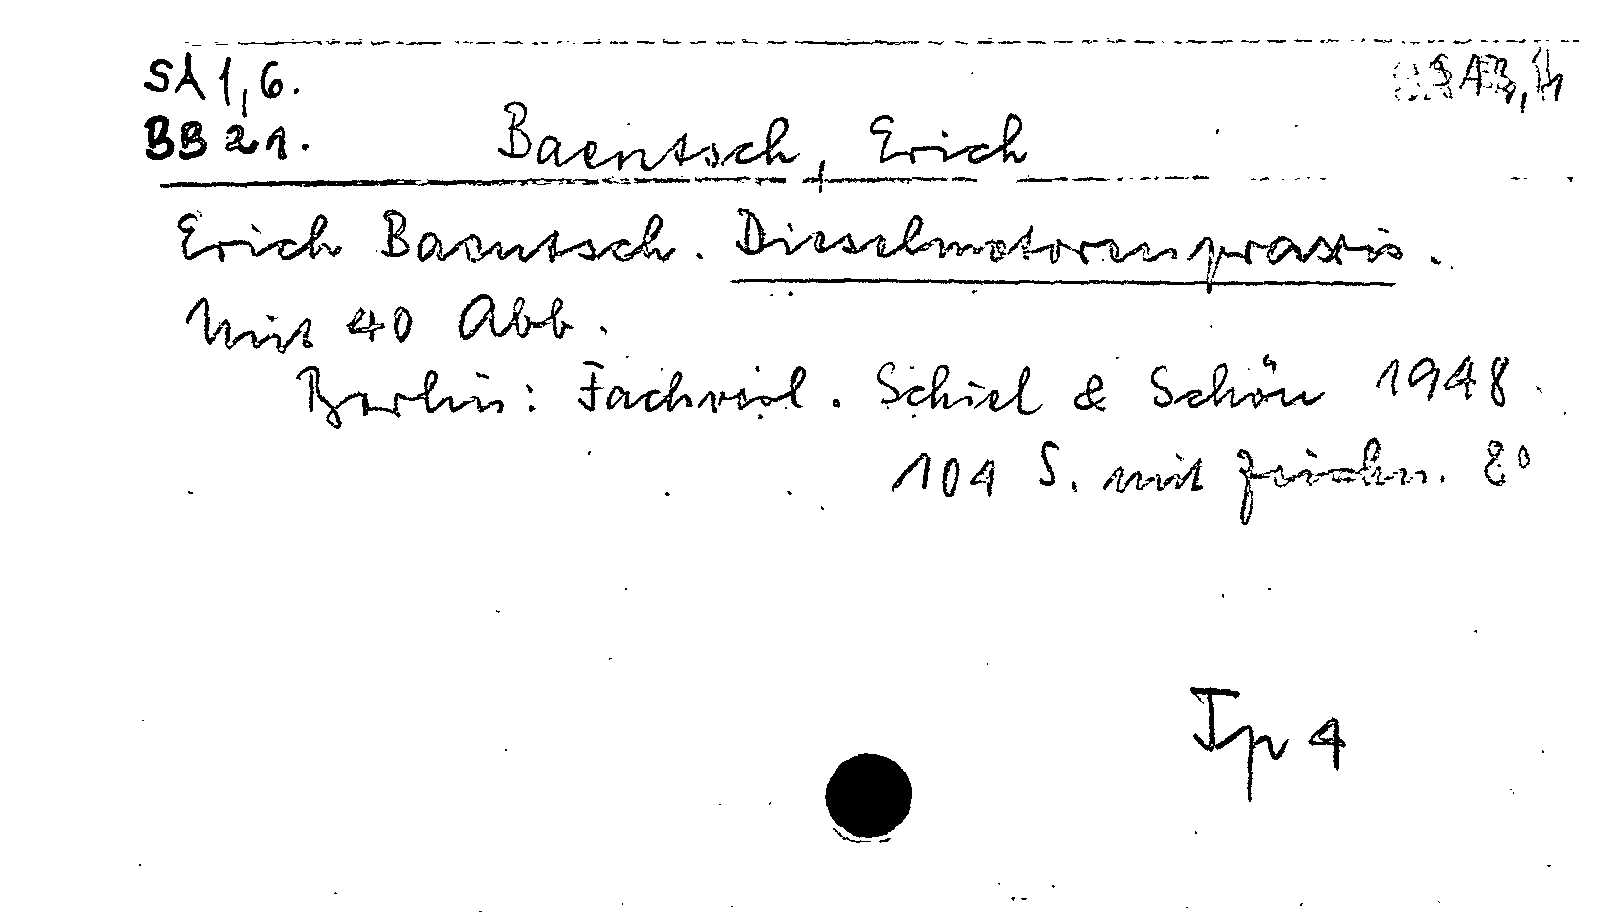 SA 1,6.
BB 21. Baentsch, Erich
Erich Baentsch. Dieselmotorenpraxis.
Mit 40 Abb.
Berlin: Fachverl. Schiel & Schön 1948
104 S. mit Zeichn. 8°
Ip 4